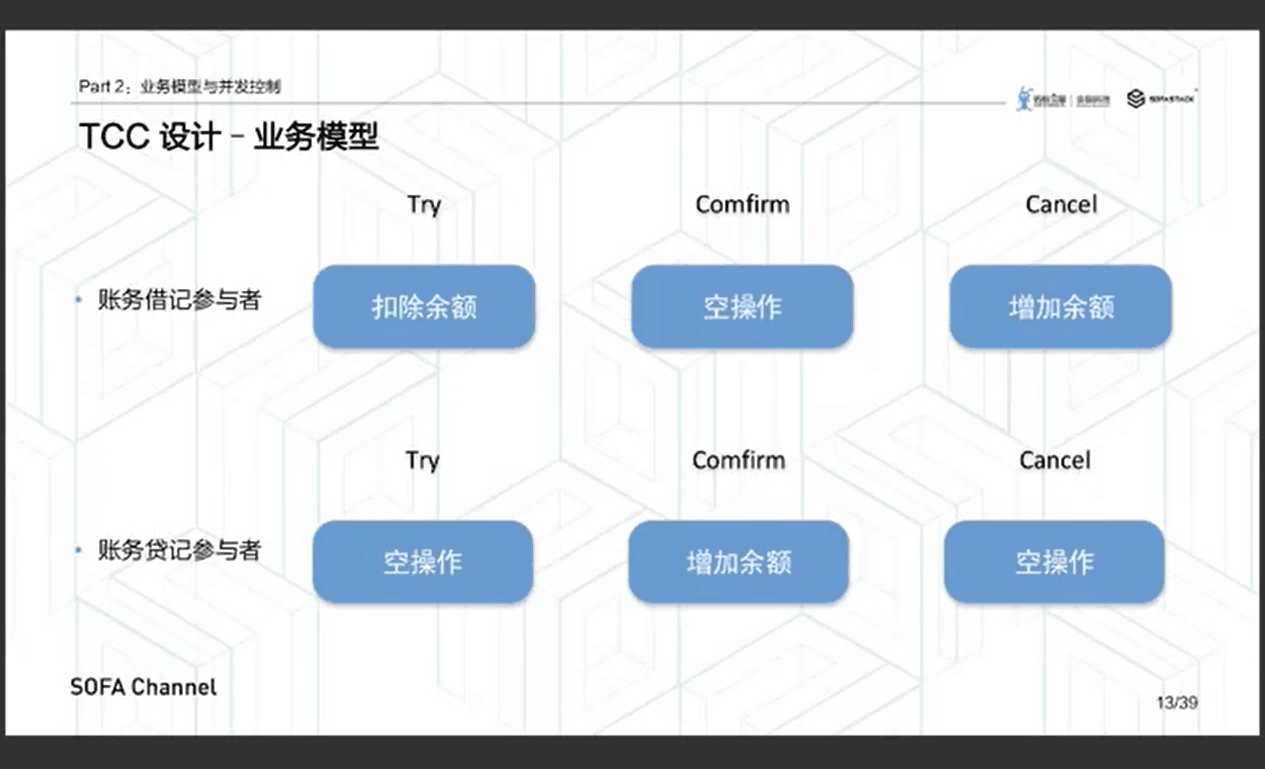 Part 2：业务模型与并发控制
SOFASTACK
TCC 设计 – 业务模型
Try
Comfirm
Cancel
• 账务借记参与者
扣除余额
空操作
增加余额
Try
Comfirm
Cancel
• 账务贷记参与者
空操作
增加余额
空操作
SOFA Channel
13/39